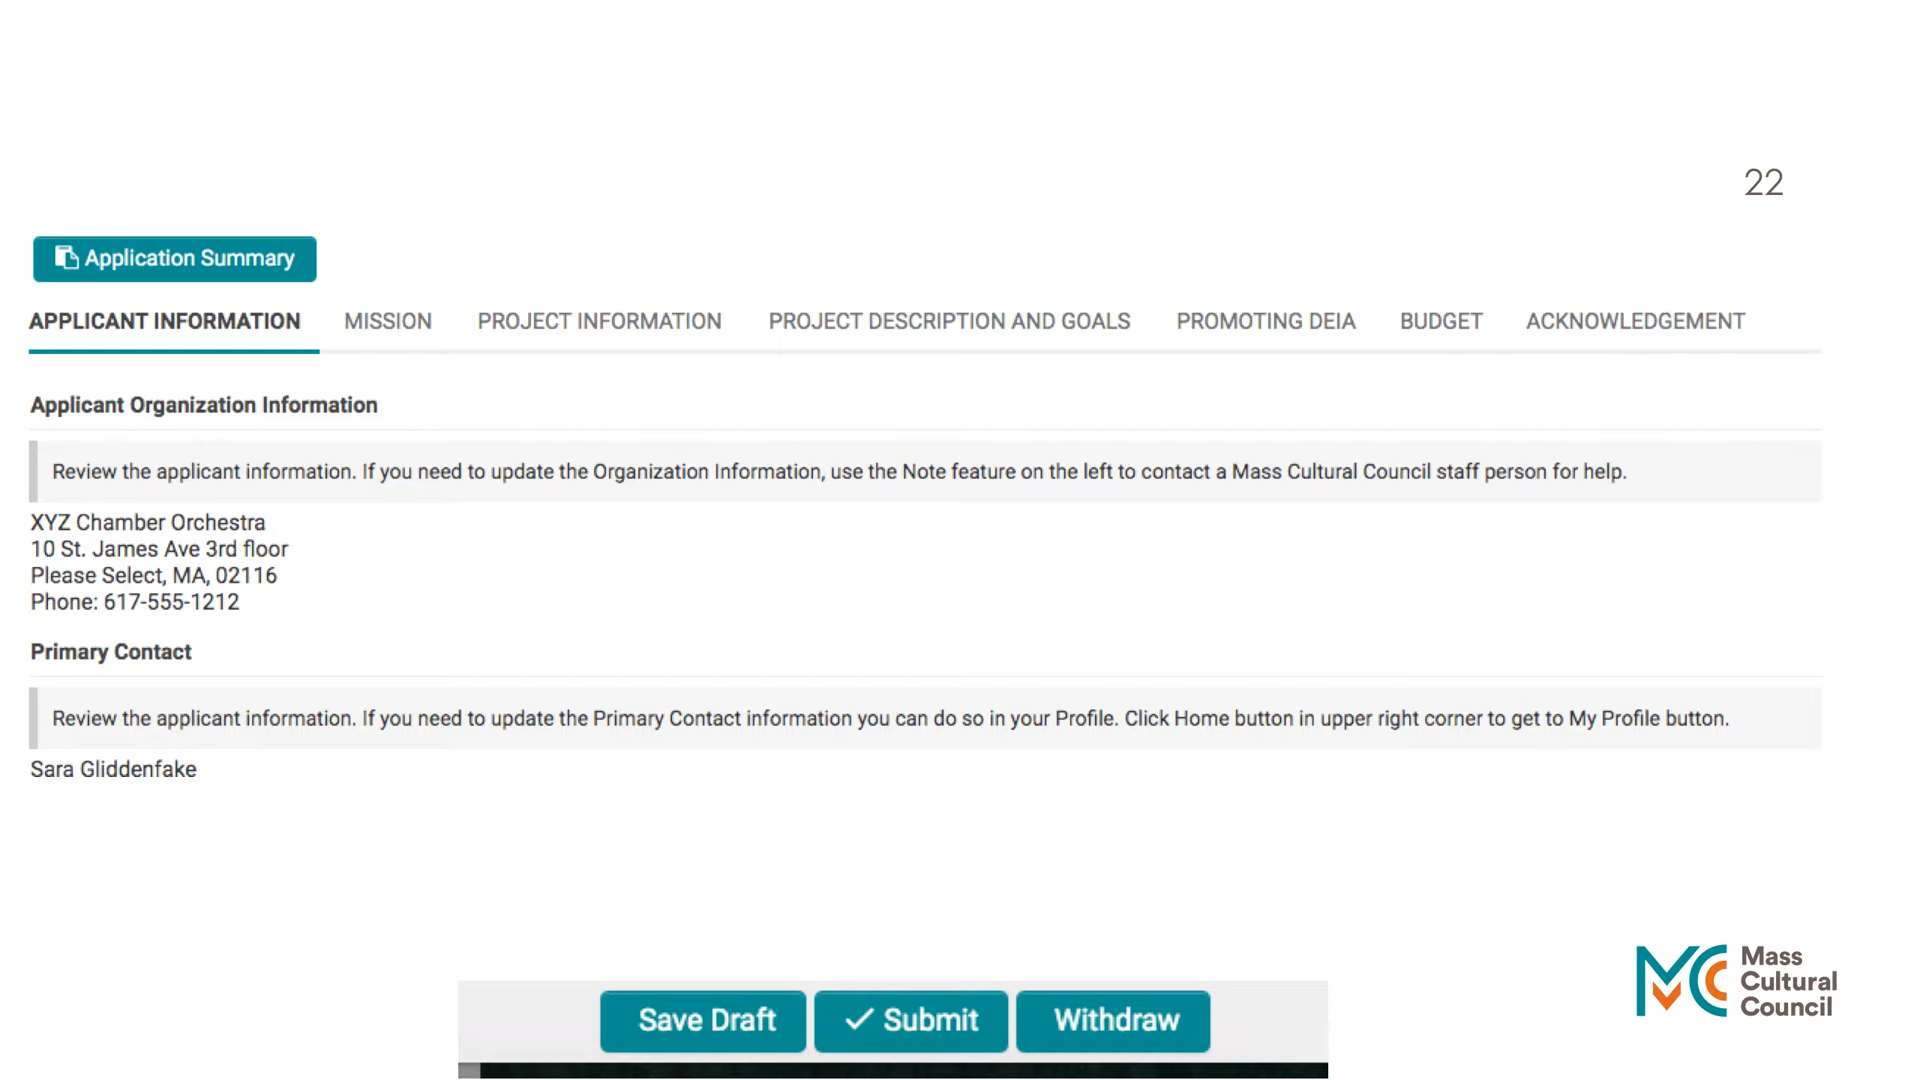 22
Application Summary
APPLICANT INFORMATION MISSION PROJECT INFORMATION PROJECT DESCRIPTION AND GOALS PROMOTING DEIA BUDGET ACKNOWLEDGEMENT
Applicant Organization Information
Review the applicant information. If you need to update the Organization Information, use the Note feature on the left to contact a Mass Cultural Council staff person for help.
XYZ Chamber Orchestra
10 St. James Ave 3rd floor
Please Select, MA, 02116
Phone: 617-555-1212
Primary Contact
Review the applicant information. If you need to update the Primary Contact information you can do so in your Profile. Click Home button in upper right corner to get to My Profile button.
Sara Gliddenfake
Save Draft Submit Withdraw
MCC
Mass
Cultural
Council